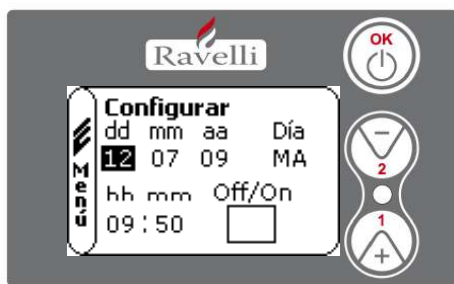 Ravelli
OK
Menú
Configurar
dd mm aa Día
12 07 09 MA
hh mm Off/On
09:50
−
2
1
+